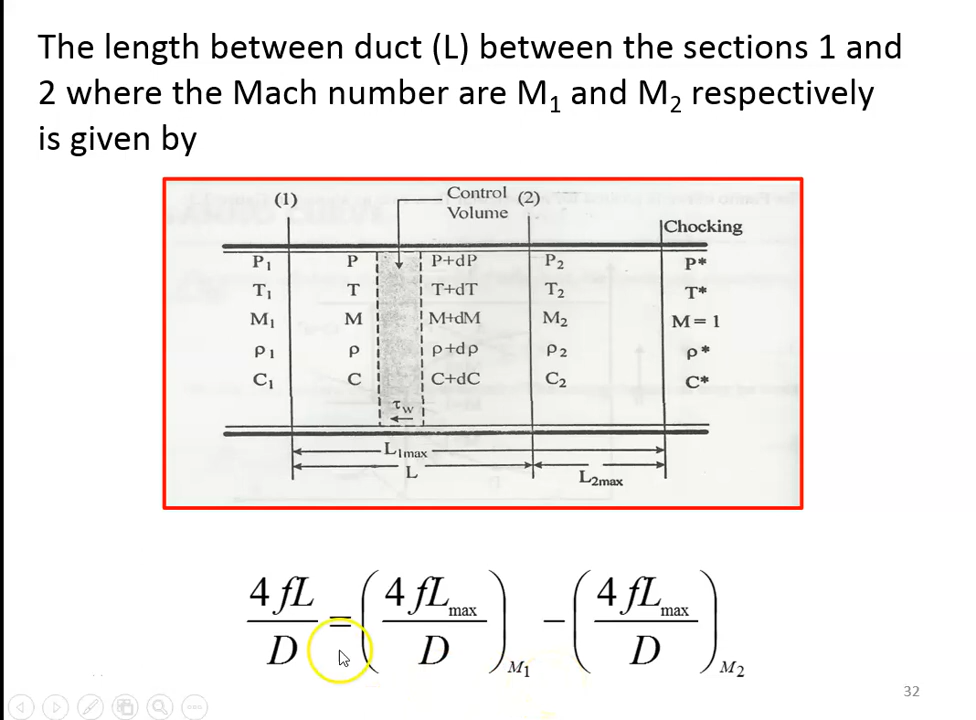 The length between duct (L) between the sections 1 and
2 where the Mach number are M₁ and M₂ respectively
is given by
(1) Control (2)
Volume
Chocking
P₁ P P+dP P₂ P*
T₁ T T+dT T₂ T*
M₁ M M+dM M₂ M = 1
ρ₁ ρ ρ+dρ ρ₂ ρ*
C₁ C C+dC C₂ C*
τw
L1max
L L2max
4fL/D = (4fLmax/D)M₁ − (4fLmax/D)M₂
32